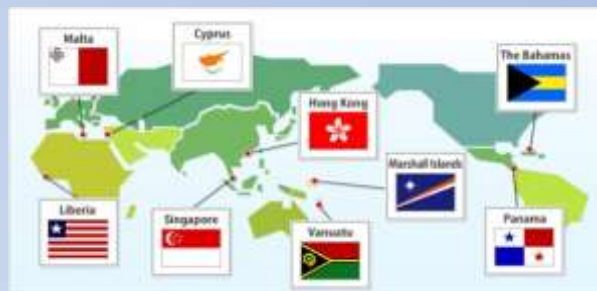 Malta
Cyprus
The Bahamas
Hong Kong
Marshall Islands
Liberia
Singapore
Vanuatu
Panama